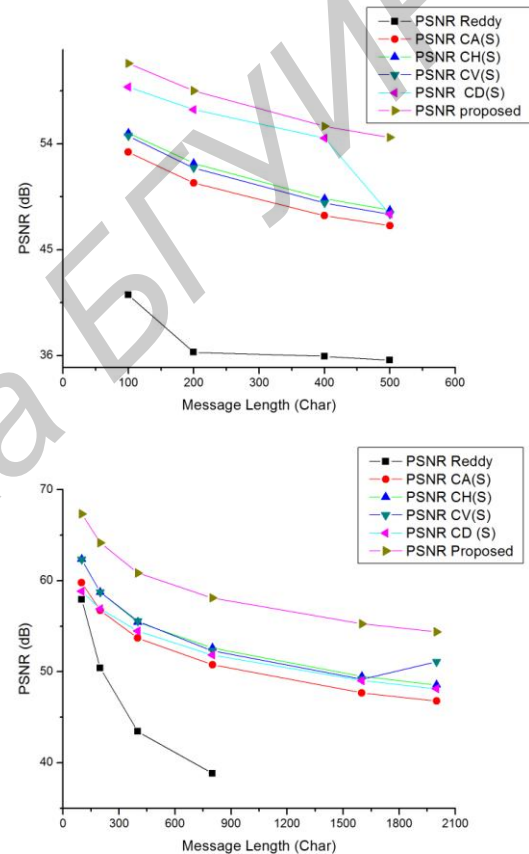 PSNR Reddy
PSNR CA(S)
PSNR CH(S)
PSNR CV(S)
PSNR CD(S)
PSNR proposed
54
45
36
PSNR (dB)
0 100 200 300 400 500 600
Message Length (Char)
а БГУИ
PSNR Reddy
PSNR CA(S)
PSNR CH(S)
PSNR CV(S)
PSNR CD (S)
PSNR Proposed
70
60
50
40
PSNR (dB)
0 300 600 900 1200 1500 1800 2100
Message Length (Char)